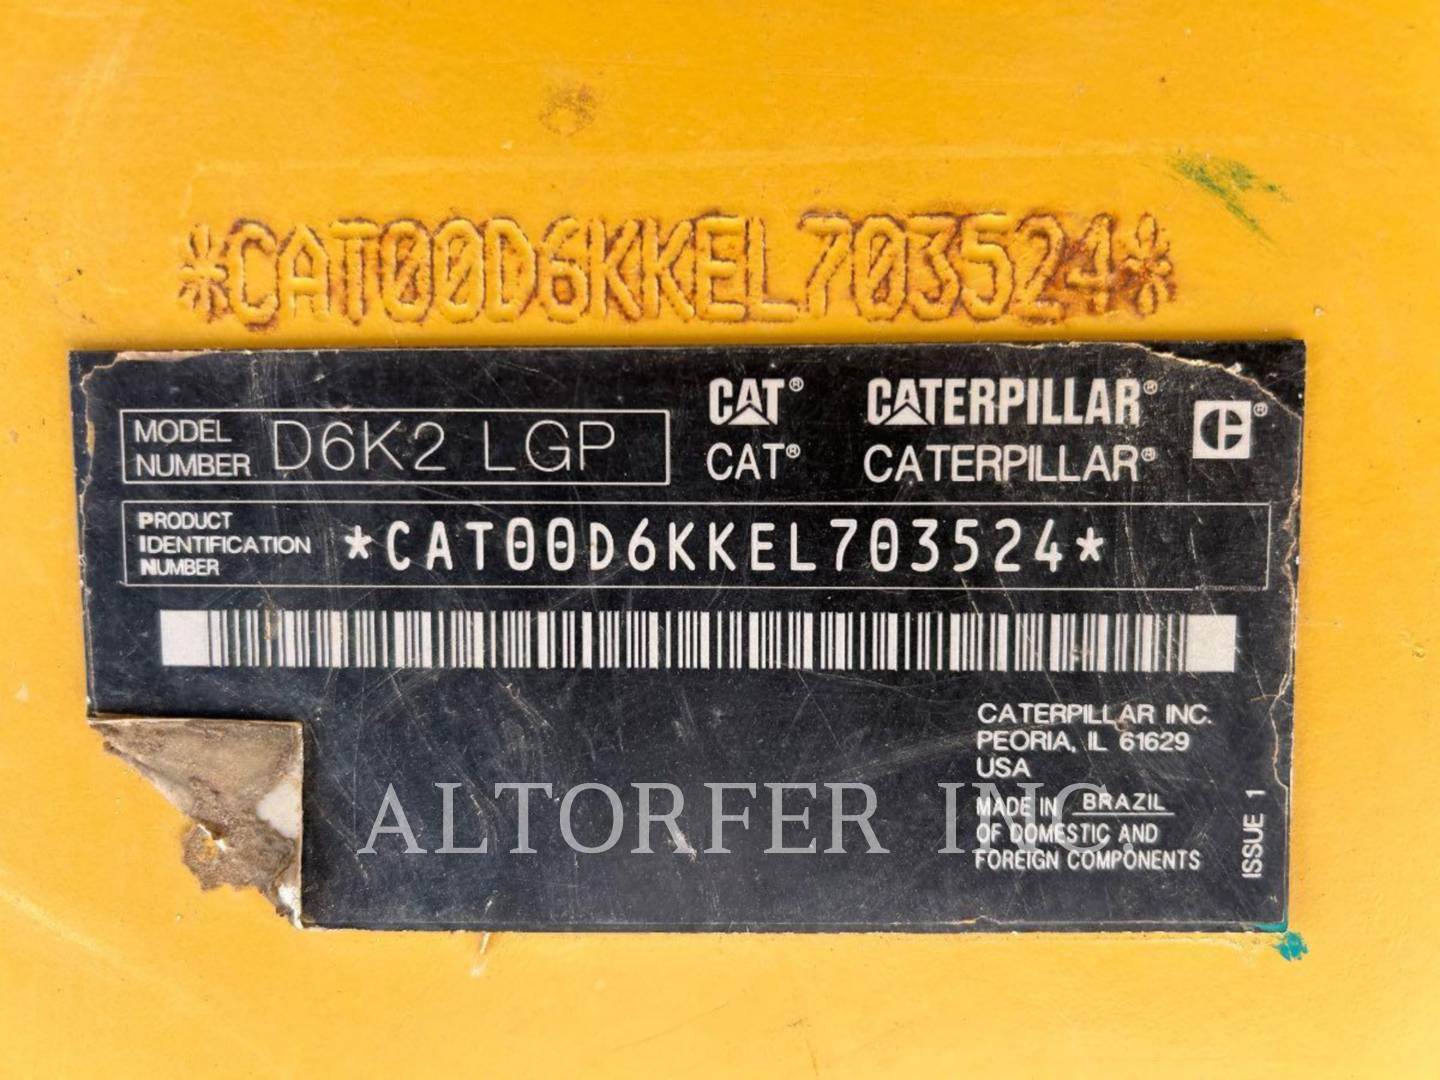 *CAT00D6KKEL703524*
CAT® CATERPILLAR®
MODEL NUMBER D6K2 LGP
CAT® CATERPILLAR®
PRODUCT
IDENTIFICATION
NUMBER
*CAT00D6KKEL703524*
CATERPILLAR INC.
PEORIA, IL 61629
USA
MADE IN BRAZIL
OF DOMESTIC AND
FOREIGN COMPONENTS
ISSUE 1
ALTORFER INC.